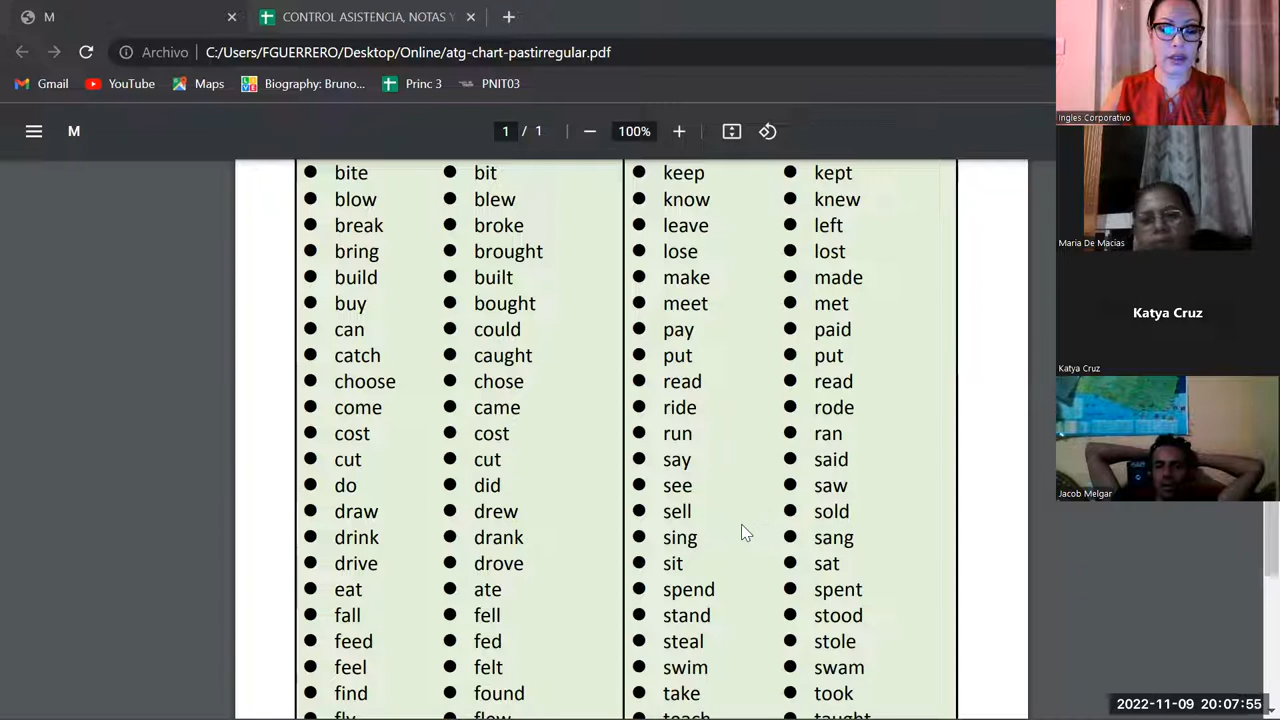 M
CONTROL ASISTENCIA, NOTAS Y
Archivo
C:/Users/FGUERRERO/Desktop/Online/atg-chart-pastirregular.pdf
Gmail
YouTube
Maps
Biography: Bruno...
Princ 3
PNIT03
M
1 / 1
100%
bite bit keep kept
blow blew know knew
break broke leave left
bring brought lose lost
build built make made
buy bought meet met
can could pay paid
catch caught put put
choose chose read read
come came ride rode
cost cost run ran
cut cut say said
do did see saw
draw drew sell sold
drink drank sing sang
drive drove sit sat
eat ate spend spent
fall fell stand stood
feed fed steal stole
feel felt swim swam
find found take took
fly flew teach taught
Ingles Corporativo
Maria De Macias
Katya Cruz
Katya Cruz
Jacob Melgar
2022-11-09 20:07:55